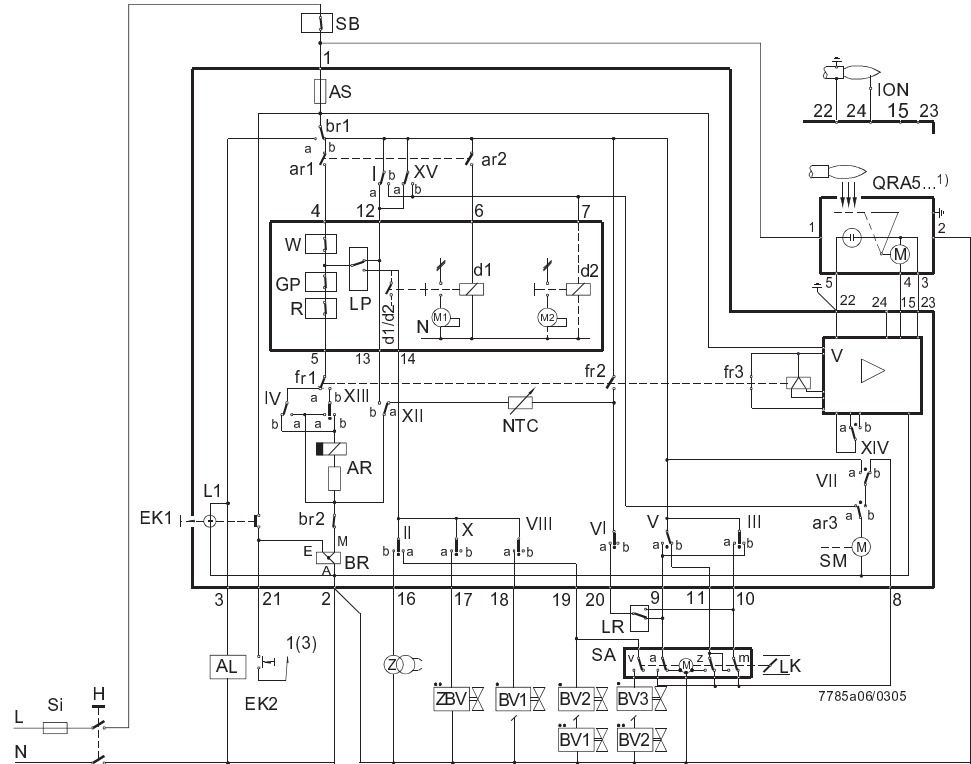 SB
1
ION
AS
22 24 15 23
br1
a b
ar1
ar2
I
XV
b
a
a
b
QRA5...1)
4 12 6 7
1
2
W
M
GP
LP
d1
d2
5 4 3
R
d1/d2
N
M1
M2
22 24 15 23
V
5 13 14
fr1
fr2
fr3
a b
IV
XIII
b
a
XII
b a a b
NTC
a b
XIV
AR
VII
a b
L1
EK1
br2
a b
ar3
M
II
X
VIII
VI
V
III
E
BR
A
b a
a b
a b
a b
a b
a b
SM
M
3 21 2 16 17 18 19 20 9 11 10 8
LR
1(3)
AL
Z
SA
v
a
M
z
m
LK
EK2
ZBV
BV1
BV2
BV3
7785a06/0305
Si
H
L
BV1
BV2
N